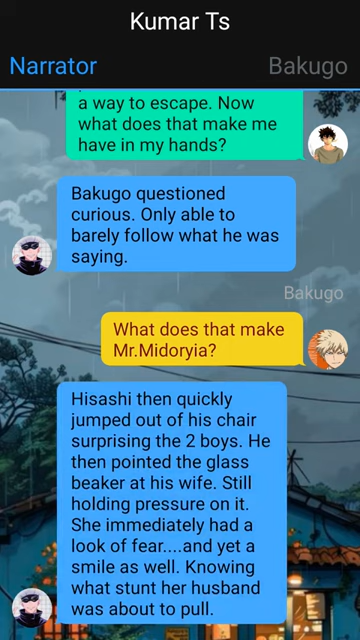 Kumar Ts
Narrator
Bakugo
a way to escape. Now
what does that make me
have in my hands?
Bakugo questioned
curious. Only able to
barely follow what he was
saying.
Bakugo
What does that make
Mr.Midoryia?
Hisashi then quickly
jumped out of his chair
surprising the 2 boys. He
then pointed the glass
beaker at his wife. Still
holding pressure on it.
She immediately had a
look of fear....and yet a
smile as well. Knowing
what stunt her husband
was about to pull.